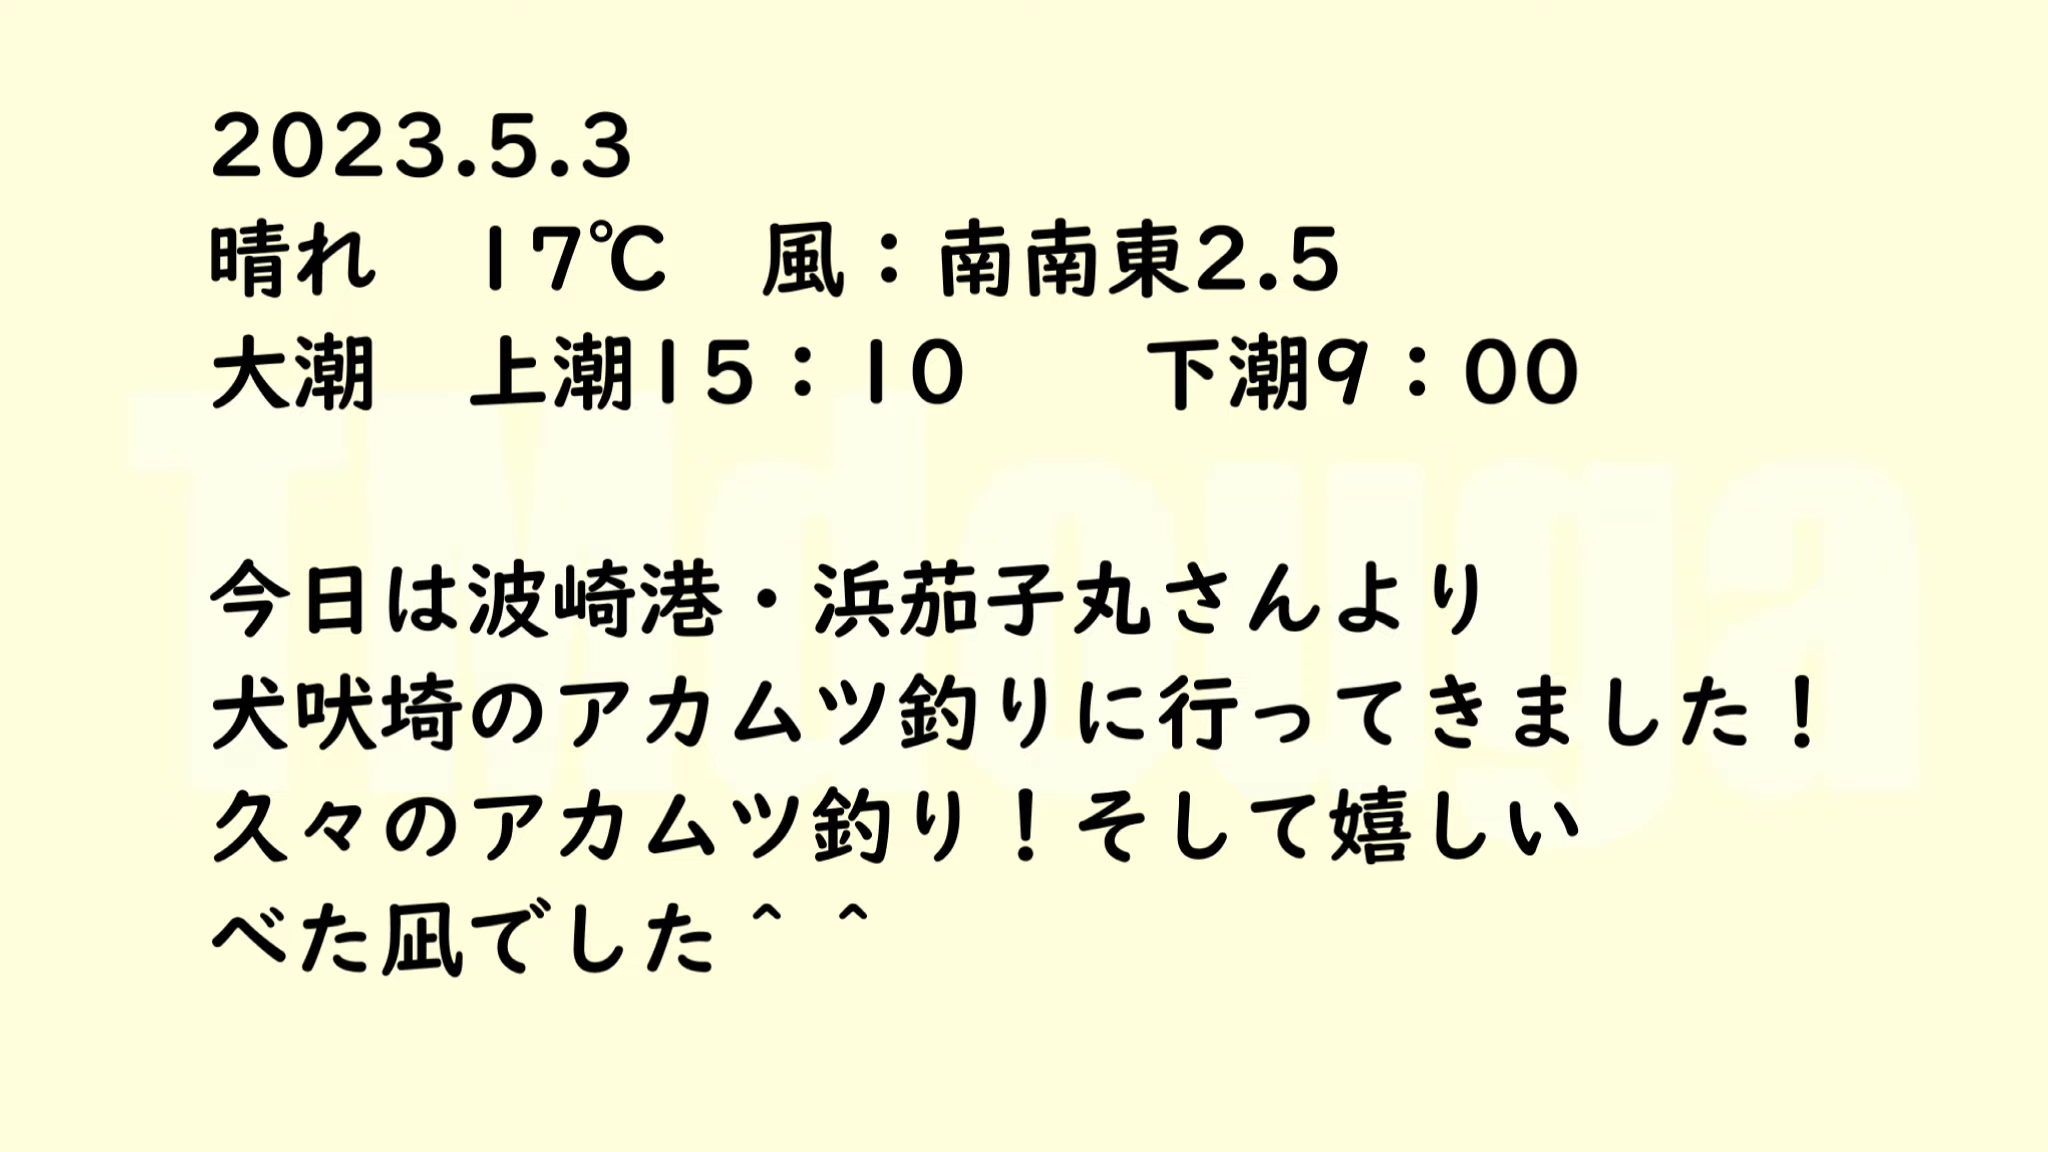 2023.5.3
晴れ　17℃　風：南南東2.5
大潮　上潮15：10　　下潮9：00
今日は波崎港・浜茄子丸さんより
犬吠埼のアカムツ釣りに行ってきました！
久々のアカムツ釣り！そして嬉しい
べた凪でした＾＾
TMdouga